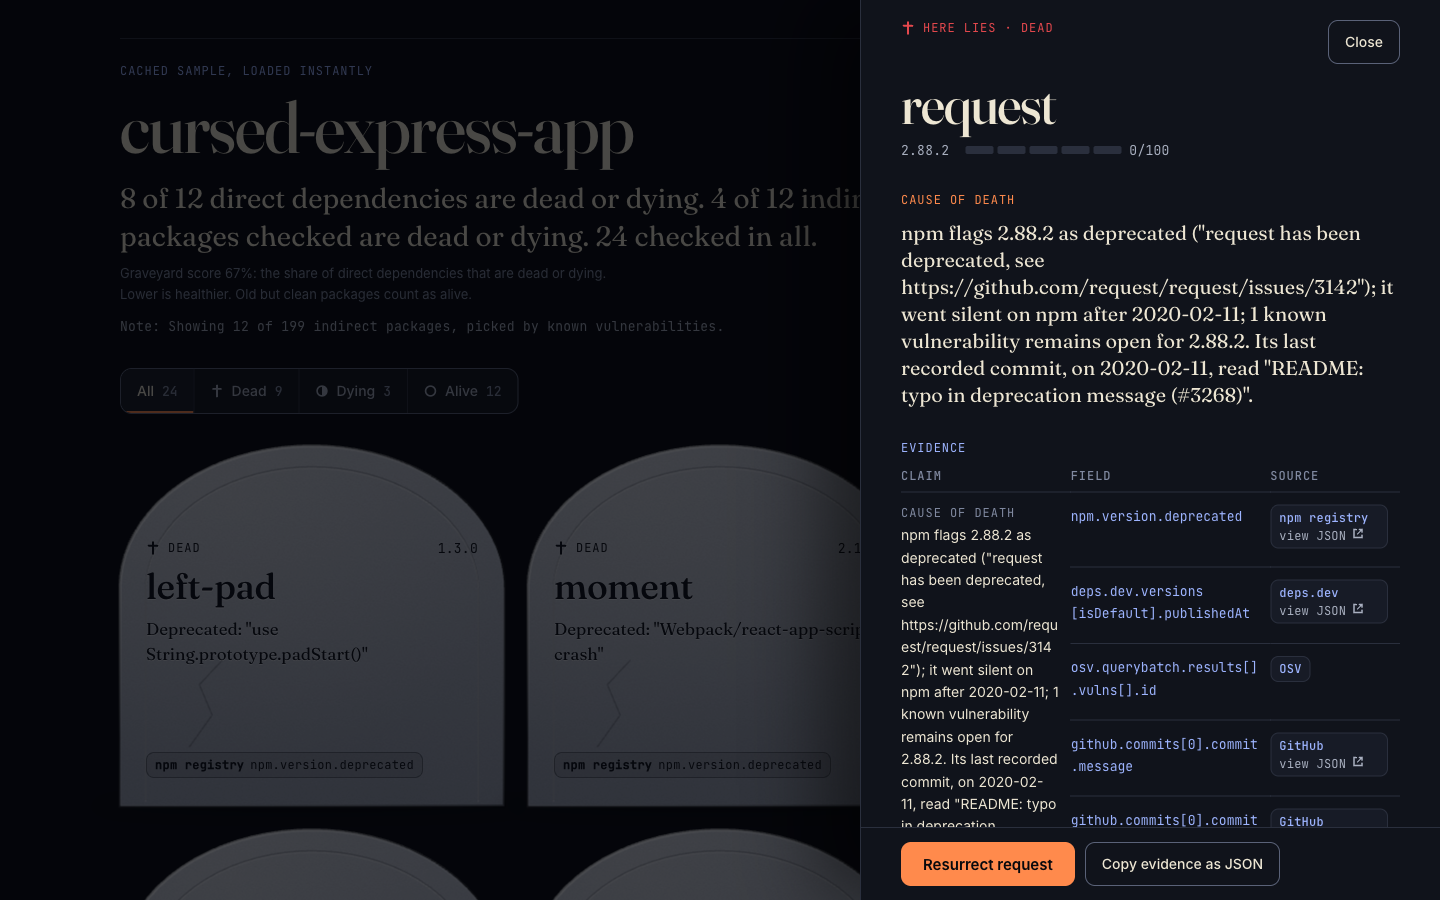 CACHED SAMPLE, LOADED INSTANTLY
cursed-express-app
8 of 12 direct dependencies are dead or dying. 4 of 12 indir
packages checked are dead or dying. 24 checked in all.
Graveyard score 67%: the share of direct dependencies that are dead or dying.
Lower is healthier. Old but clean packages count as alive.
Note: Showing 12 of 199 indirect packages, picked by known vulnerabilities.
All 24 Dead 9 Dying 3 Alive 12
DEAD 1.3.0
left-pad
Deprecated: "use
String.prototype.padStart()"
npm registry npm.version.deprecated
DEAD 2.1
moment
Deprecated: "Webpack/react-app-scrip
crash"
npm registry npm.version.deprecated
HERE LIES · DEAD
Close
request
2.88.2 0/100
CAUSE OF DEATH
npm flags 2.88.2 as deprecated ("request has been
deprecated, see
https://github.com/request/request/issues/3142"); it
went silent on npm after 2020-02-11; 1 known
vulnerability remains open for 2.88.2. Its last
recorded commit, on 2020-02-11, read "README:
typo in deprecation message (#3268)".
EVIDENCE
CLAIM FIELD SOURCE
CAUSE OF DEATH
npm flags 2.88.2 as
deprecated ("request
has been deprecated,
see
https://github.com/requ
est/request/issues/314
2"); it went silent on
npm after 2020-02-11; 1
known vulnerability
remains open for
2.88.2. Its last recorded
commit, on 2020-02-
11, read "README: typo
in deprecation
npm.version.deprecated
npm registry
view JSON
deps.dev.versions
[isDefault].publishedAt
deps.dev
view JSON
osv.querybatch.results[]
.vulns[].id
OSV
github.commits[0].commit
.message
GitHub
view JSON
github.commits[0].commit
GitHub
Resurrect request
Copy evidence as JSON